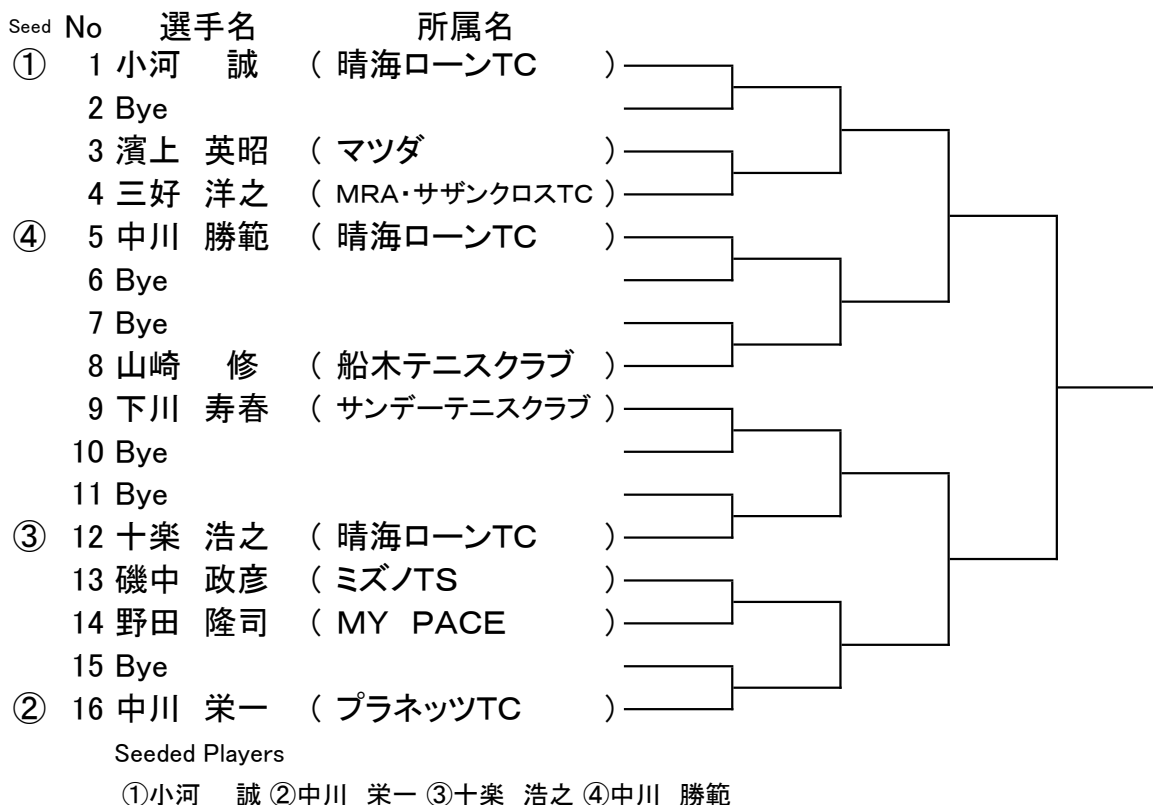 Seed No 選手名 所属名
① 1 小河 誠 ( 晴海ローンTC )
2 Bye
3 濱上 英昭 ( マツダ )
4 三好 洋之 ( MRA・サザンクロスTC )
④ 5 中川 勝範 ( 晴海ローンTC )
6 Bye
7 Bye
8 山崎 修 ( 船木テニスクラブ )
9 下川 寿春 ( サンデーテニスクラブ )
10 Bye
11 Bye
③ 12 十楽 浩之 ( 晴海ローンTC )
13 磯中 政彦 ( ミズノTS )
14 野田 隆司 ( MY PACE )
15 Bye
② 16 中川 栄一 ( プラネッツTC )
Seeded Players
①小河 誠 ②中川 栄一 ③十楽 浩之 ④中川 勝範